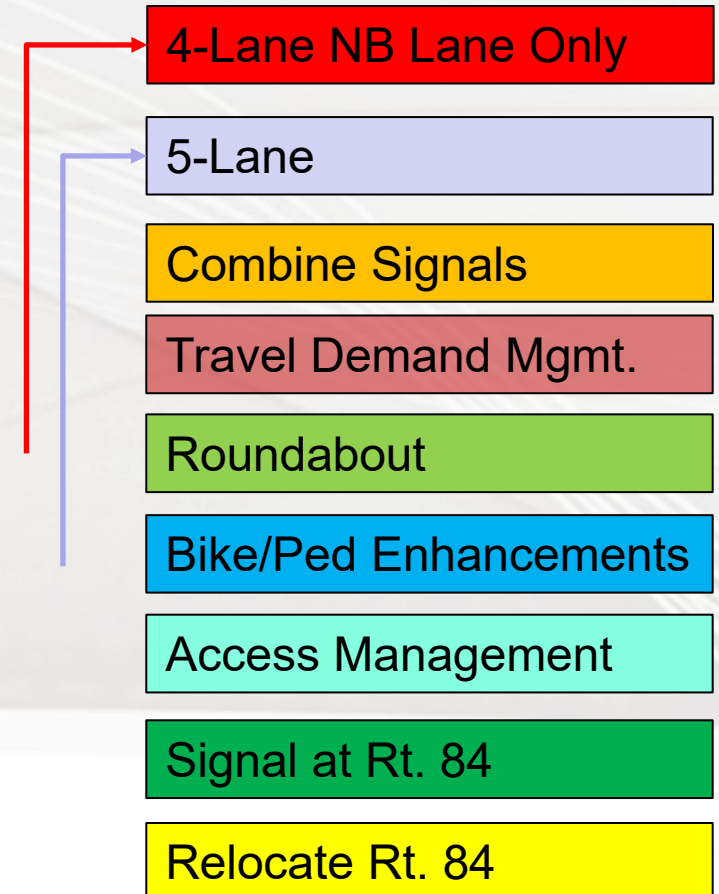 4-Lane NB Lane Only
5-Lane
Combine Signals
Travel Demand Mgmt.
Roundabout
Bike/Ped Enhancements
Access Management
Signal at Rt. 84
Relocate Rt. 84